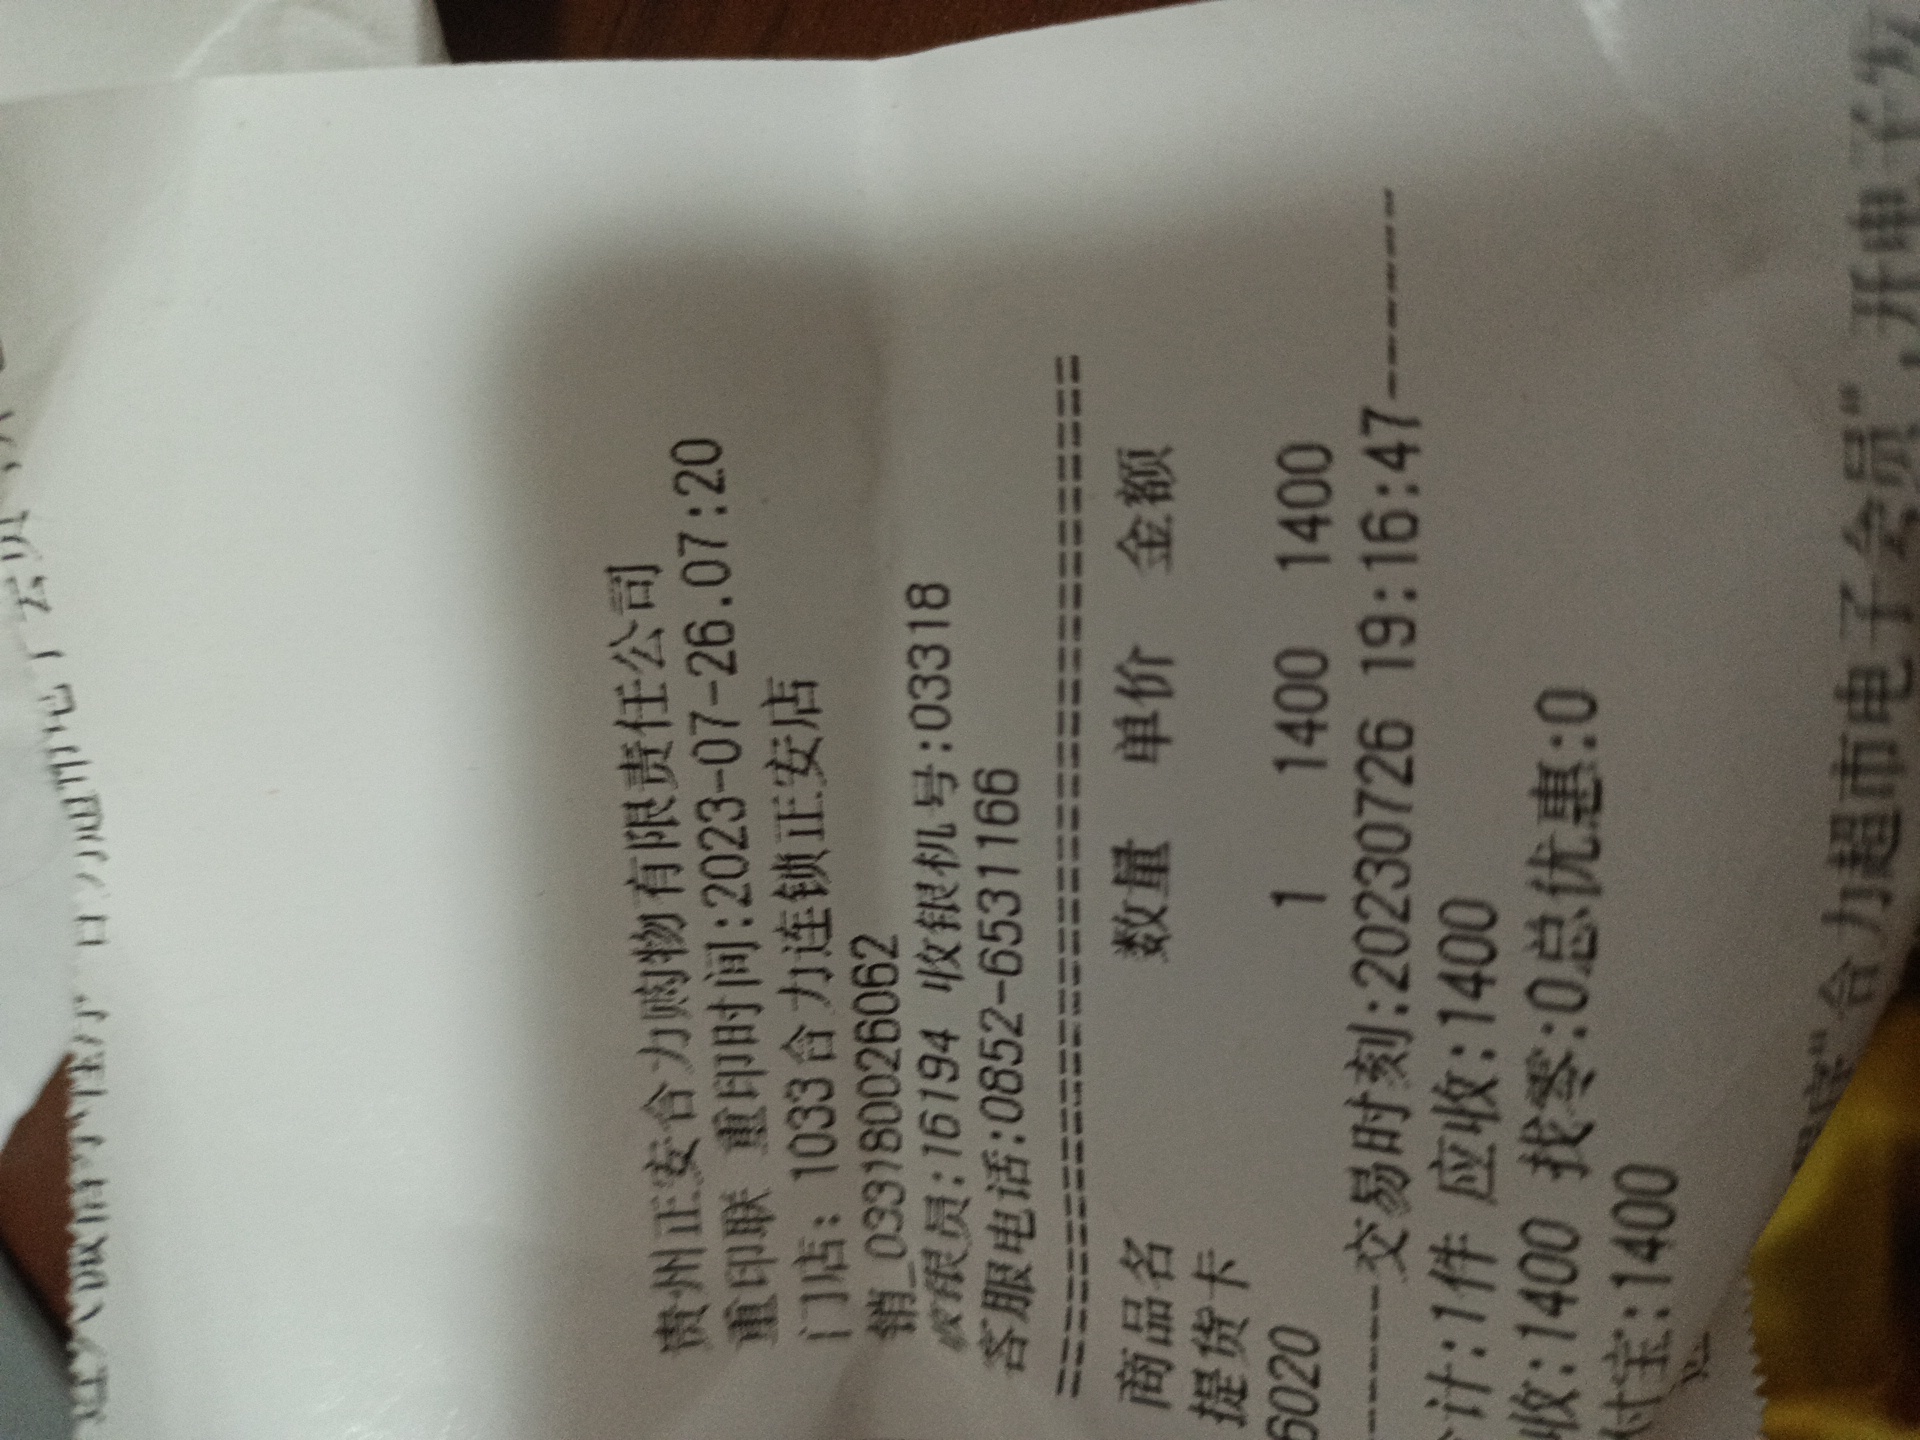 贵州正安合力购物有限责任公司
重印联 重印时间:2023-07-26.07:20
门店: 1033合力连锁正安店
销_033180026062
收银员:16194 收银机号:03318
客服电话:0852-6531166
==========================================
商品名 数量 单价 金额
提货卡
6020 1 1400 1400
------交易时刻:20230726 19:16:47--------
计:1件 应收:1400
收:1400 找零:0总优惠:0
付宝:1400
"合力超市电子会员",开电子发